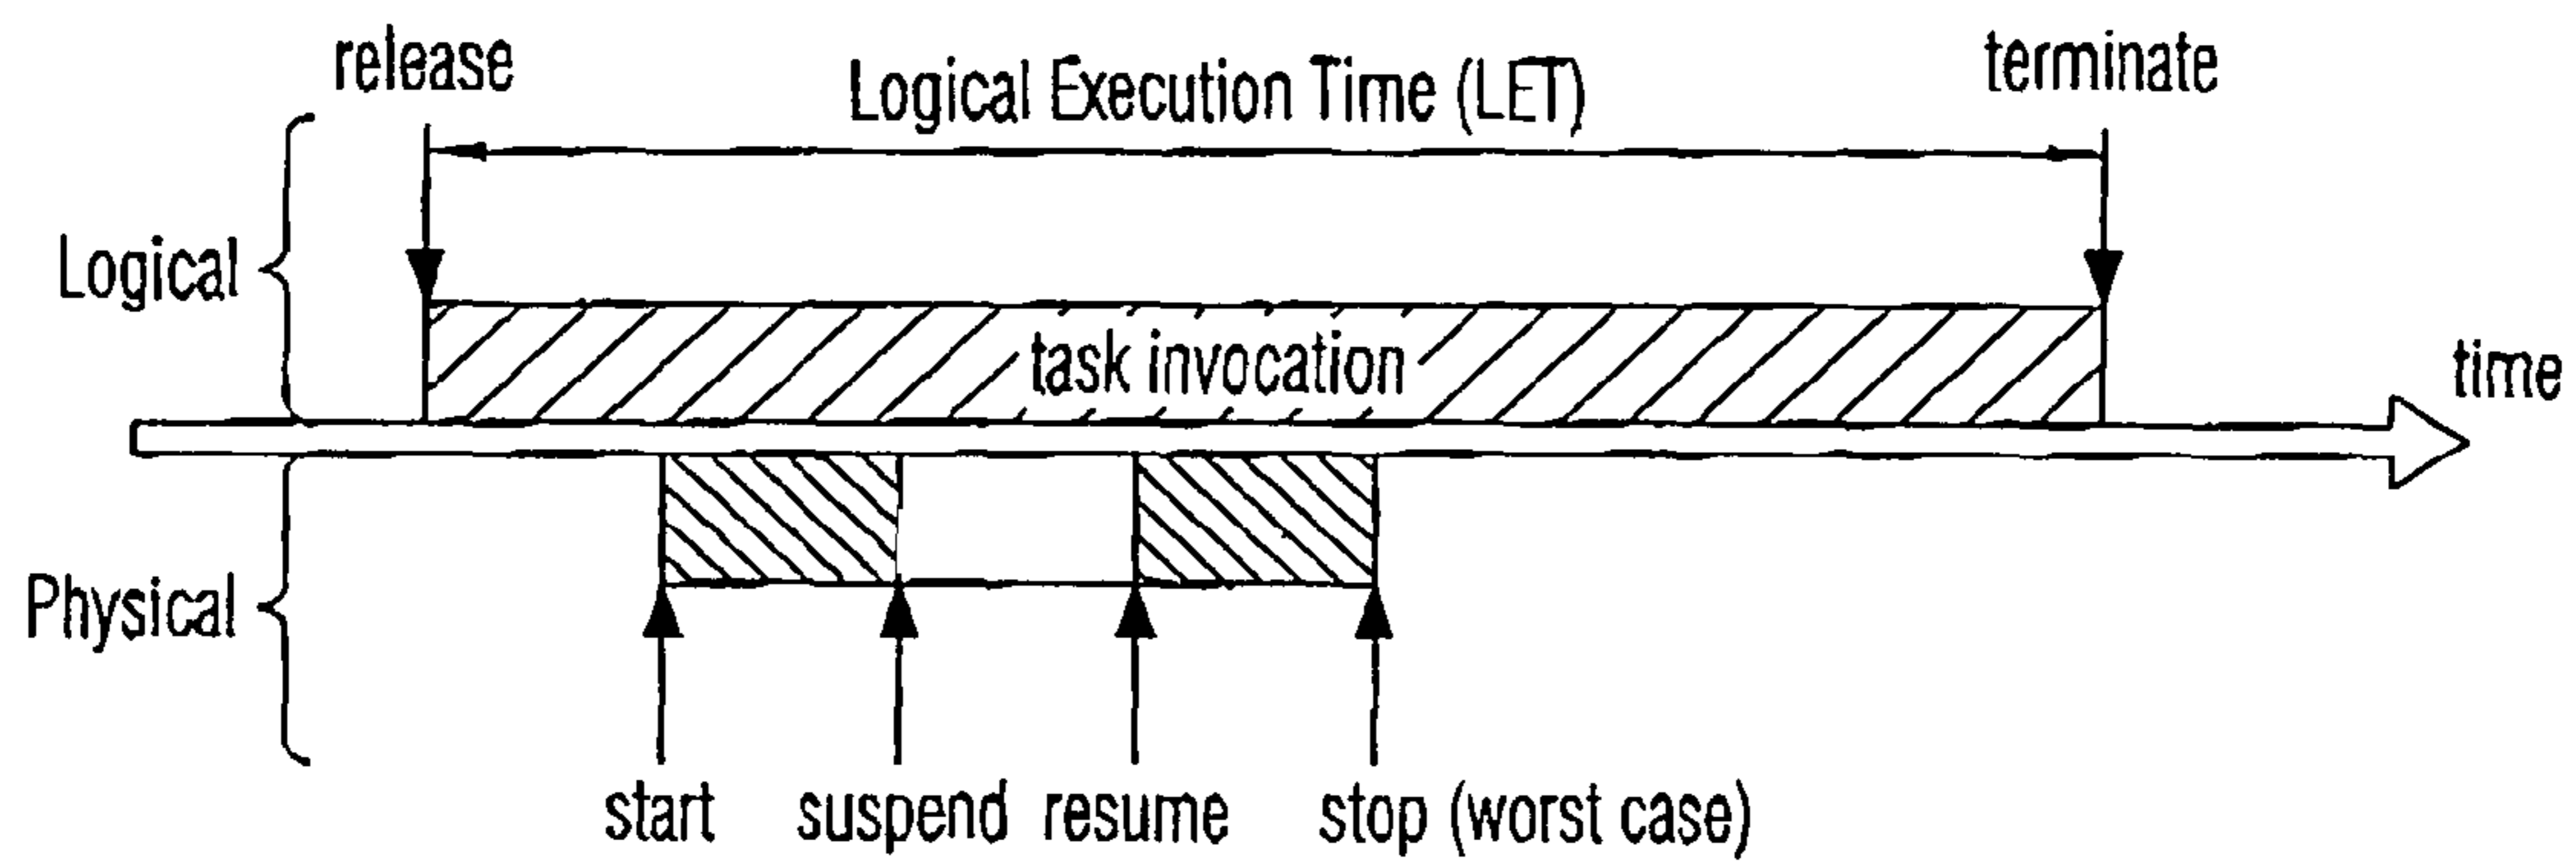 release
Logical Execution Time (LET)
terminate
Logical
task invocation
time
Physical
start
suspend
resume
stop (worst case)